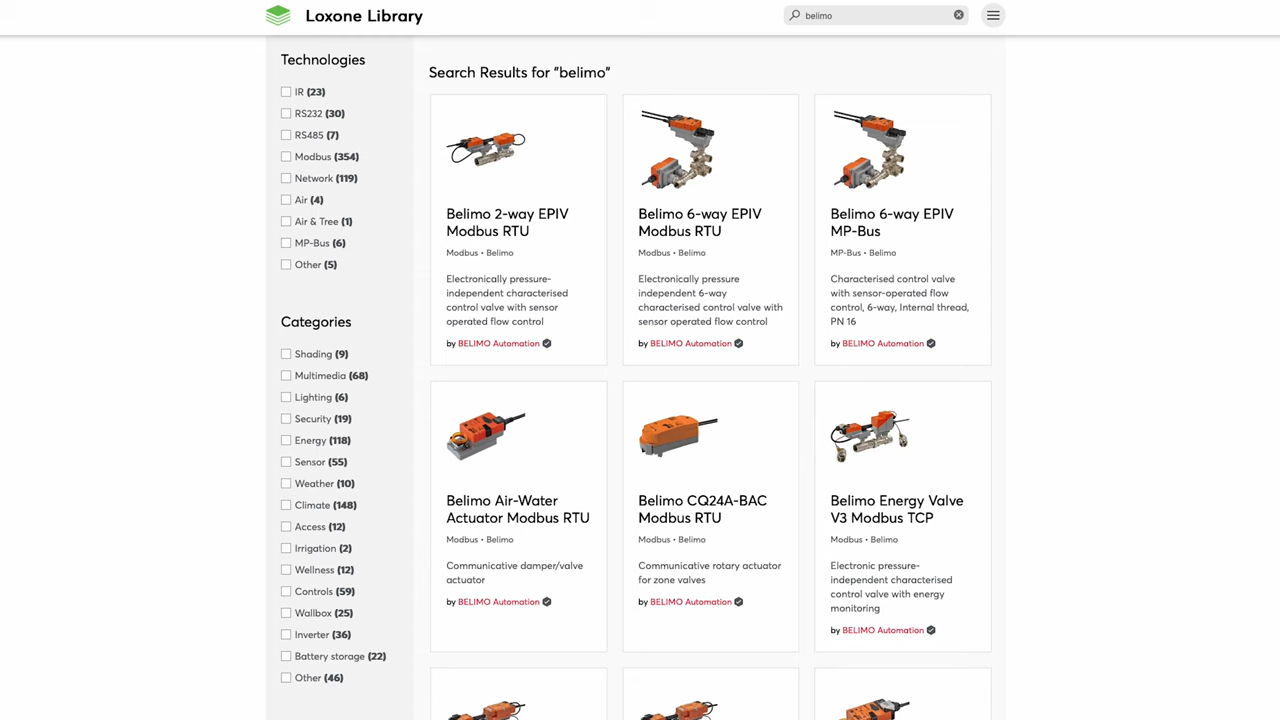 Loxone Library
belimo
Technologies
IR (23)
RS232 (30)
RS485 (7)
Modbus (354)
Network (119)
Air (4)
Air & Tree (1)
MP-Bus (6)
Other (5)
Categories
Shading (9)
Multimedia (68)
Lighting (6)
Security (19)
Energy (118)
Sensor (55)
Weather (10)
Climate (148)
Access (12)
Irrigation (2)
Wellness (12)
Controls (59)
Wallbox (25)
Inverter (36)
Battery storage (22)
Other (46)
Search Results for "belimo"
Belimo 2-way EPIV
Modbus RTU
Modbus • Belimo
Electronically pressure-
independent characterised
control valve with sensor
operated flow control
by BELIMO Automation
Belimo 6-way EPIV
Modbus RTU
Modbus • Belimo
Electronically pressure
independent 6-way
characterised control valve with
sensor operated flow control
by BELIMO Automation
Belimo 6-way EPIV
MP-Bus
MP-Bus • Belimo
Characterised control valve
with sensor-operated flow
control, 6-way, Internal thread,
PN 16
by BELIMO Automation
Belimo Air-Water
Actuator Modbus RTU
Modbus • Belimo
Communicative damper/valve
actuator
by BELIMO Automation
Belimo CQ24A-BAC
Modbus RTU
Modbus • Belimo
Communicative rotary actuator
for zone valves
by BELIMO Automation
Belimo Energy Valve
V3 Modbus TCP
Modbus • Belimo
Electronic pressure-
independent characterised
control valve with energy
monitoring
by BELIMO Automation